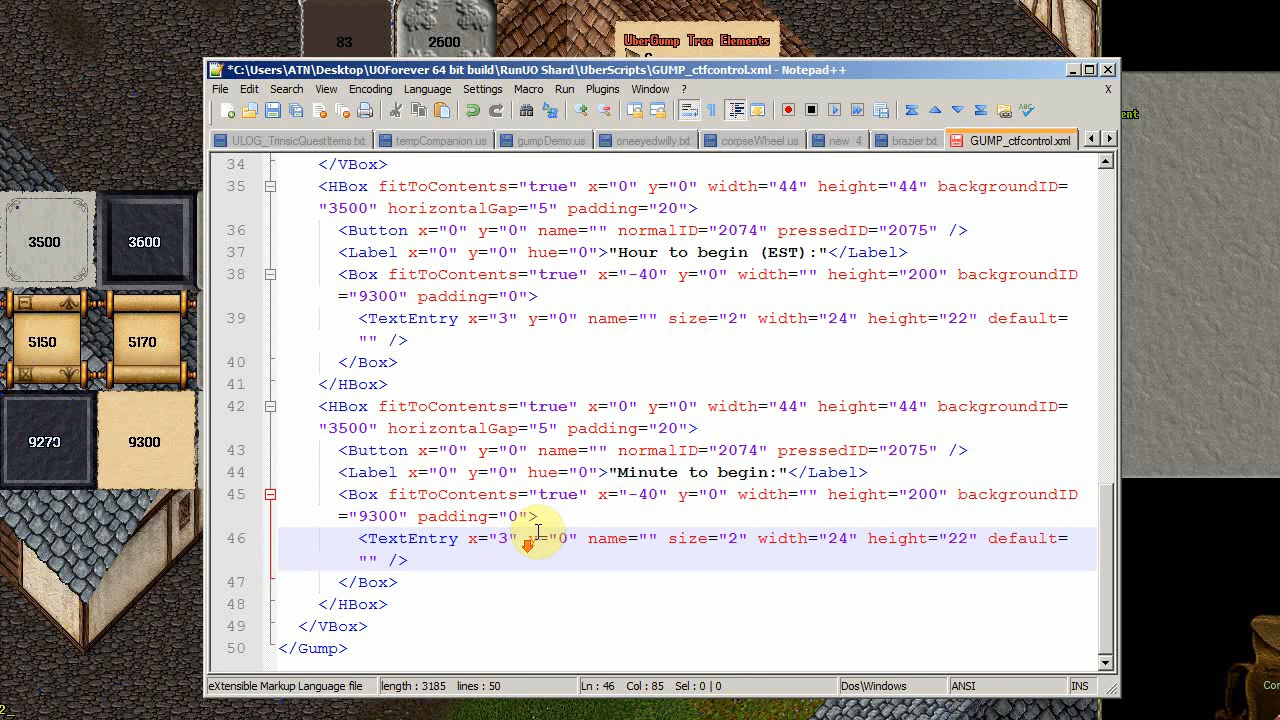 83
2600
UberGump Tree Elements
*C:\Users\ATN\Desktop\UOForever 64 bit build\RunUO Shard\UberScripts\GUMP_ctfcontrol.xml - Notepad++
File Edit Search View Encoding Language Settings Macro Run Plugins Window ? X
ULOG_TrinsicQuestItems.txt tempCompanion.us gumpDemo.us oneeyedwilly.txt corpseWheel.us new 4 brazier.txt GUMP_ctfcontrol.xml
ent
34 </VBox>
35 <HBox fitToContents="true" x="0" y="0" width="44" height="44" backgroundID=
"3500" horizontalGap="5" padding="20">
36 <Button x="0" y="0" name="" normalID="2074" pressedID="2075" />
37 <Label x="0" y="0" hue="0">"Hour to begin (EST):"</Label>
38 <Box fitToContents="true" x="-40" y="0" width="" height="200" backgroundID
="9300" padding="0">
39 <TextEntry x="3" y="0" name="" size="2" width="24" height="22" default=
"" />
40 </Box>
41 </HBox>
42 <HBox fitToContents="true" x="0" y="0" width="44" height="44" backgroundID=
"3500" horizontalGap="5" padding="20">
43 <Button x="0" y="0" name="" normalID="2074" pressedID="2075" />
44 <Label x="0" y="0" hue="0">"Minute to begin:"</Label>
45 <Box fitToContents="true" x="-40" y="0" width="" height="200" backgroundID
="9300" padding="0">
46 <TextEntry x="3" y="0" name="" size="2" width="24" height="22" default=
"" />
47 </Box>
48 </HBox>
49 </VBox>
50 </Gump>
3500 3600
5150 5170
9270 9300
eXtensible Markup Language file length : 3185 lines : 50 Ln : 46 Col : 85 Sel : 0 | 0 Dos\Windows ANSI INS